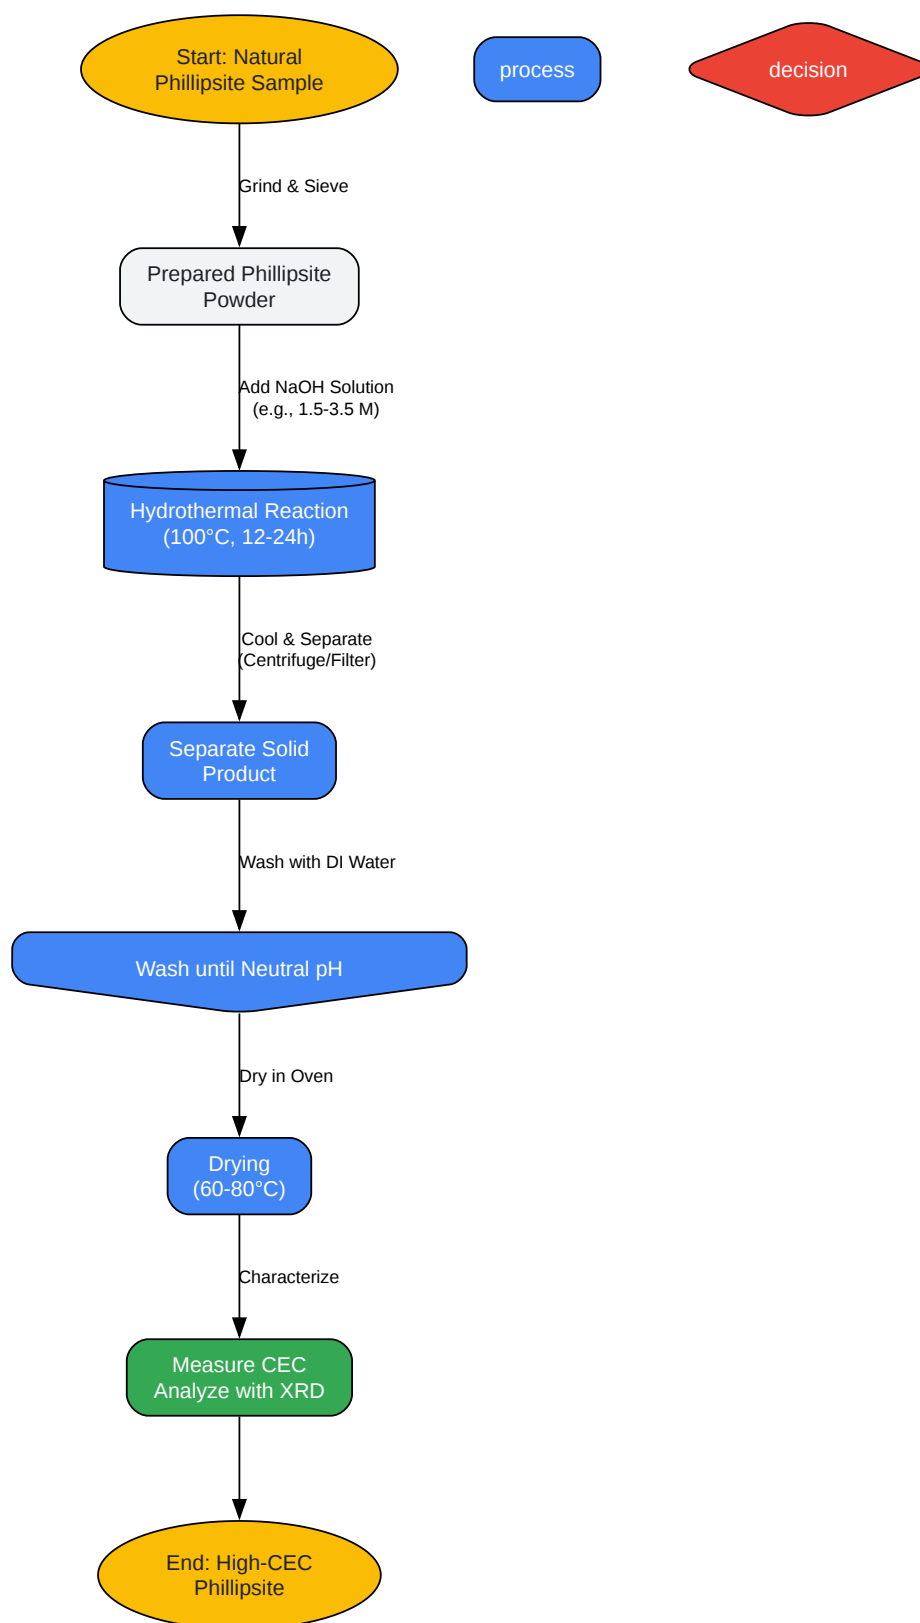 Start: Natural
Phillipsite Sample
process
decision
Grind & Sieve
Prepared Phillipsite
Powder
Add NaOH Solution
(e.g., 1.5-3.5 M)
Hydrothermal Reaction
(100°C, 12-24h)
Cool & Separate
(Centrifuge/Filter)
Separate Solid
Product
Wash with DI Water
Wash until Neutral pH
Dry in Oven
Drying
(60-80°C)
Characterize
Measure CEC
Analyze with XRD
End: High-CEC
Phillipsite